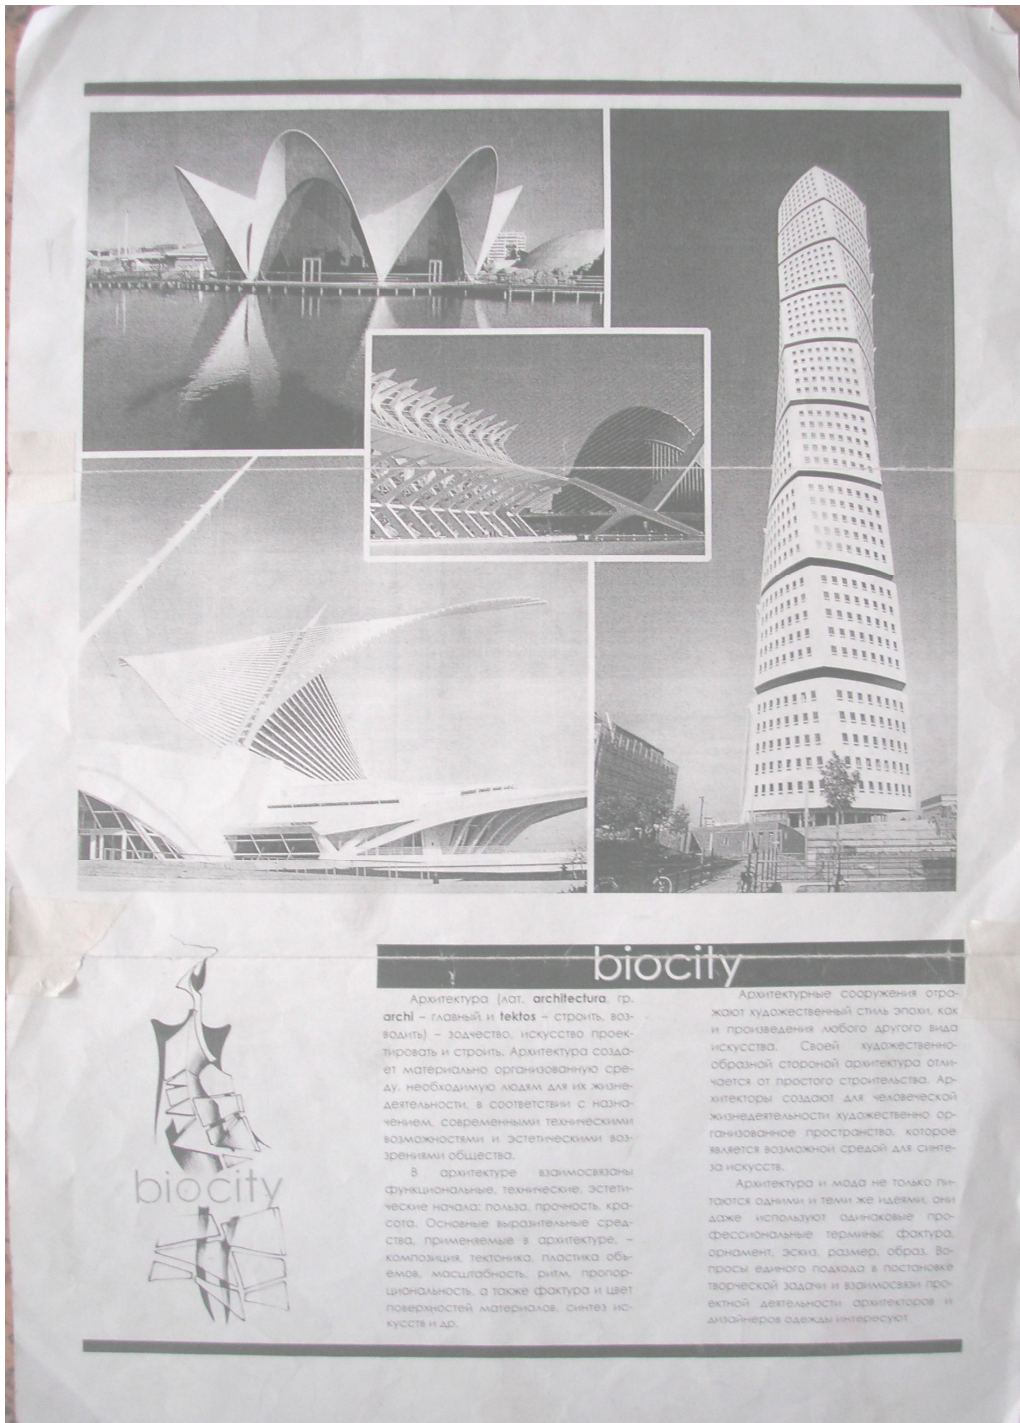 biocity
Архитектура (лат. architectura, гр.
archi – главный и tektos – строить, воз-
водить) – зодчество, искусство проек-
тировать и строить. Архитектура созда-
ет материально организованную сре-
ду, необходимую людям для их жизне-
деятельности, в соответствии с назна-
чением, современными техническими
возможностями и эстетическими воз-
зрениями общества.
В архитектуре взаимосвязаны
функциональные, технические, эстети-
ческие начала: польза, прочность, кра-
сота. Основные выразительные сред-
ства, применяемые в архитектуре, –
композиция, тектоника, пластика объ-
емов, масштабность, ритм, пропор-
циональность, а также фактура и цвет
поверхностей материалов, синтез ис-
кусств и др.
Архитектурные сооружения отра-
жают художественный стиль эпохи, как
и произведения любого другого вида
искусства. Своей художественно-
образной стороной архитектура отли-
чается от простого строительства. Ар-
хитекторы создают для человеческой
жизнедеятельности художественно ор-
ганизованное пространство, которое
является возможной средой для синте-
за искусств.
Архитектура и мода не только пи-
таются одними и теми же идеями, они
даже используют одинаковые про-
фессиональные термины: фактура,
орнамент, эскиз, размер, образ. Во-
просы единого подхода в постановке
творческой задачи и взаимосвязи про-
ектной деятельности архитекторов и
дизайнеров одежды интересуют
biocity